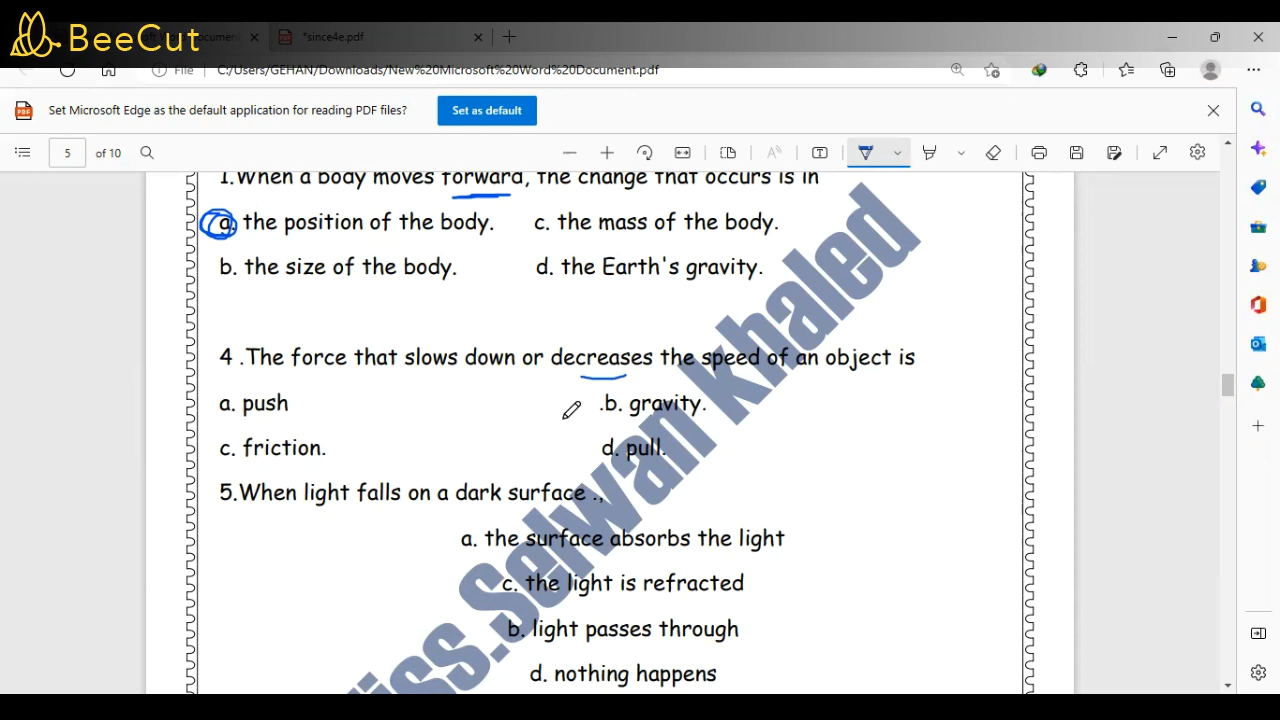 BeeCut
"since4e.pdf
File C:/Users/GEHAN/Downloads/New%20Microsoft%20Word%20Document.pdf
Set Microsoft Edge as the default application for reading PDF files? Set as default
5 of 10
1.When a body moves forward, the change that occurs is in
a. the position of the body. c. the mass of the body.
b. the size of the body. d. the Earth's gravity.
4 .The force that slows down or decreases the speed of an object is
a. push .b. gravity.
c. friction. d. pull.
5.When light falls on a dark surface .,
a. the surface absorbs the light
c. the light is refracted
b. light passes through
d. nothing happens
iss.Selwan khaled